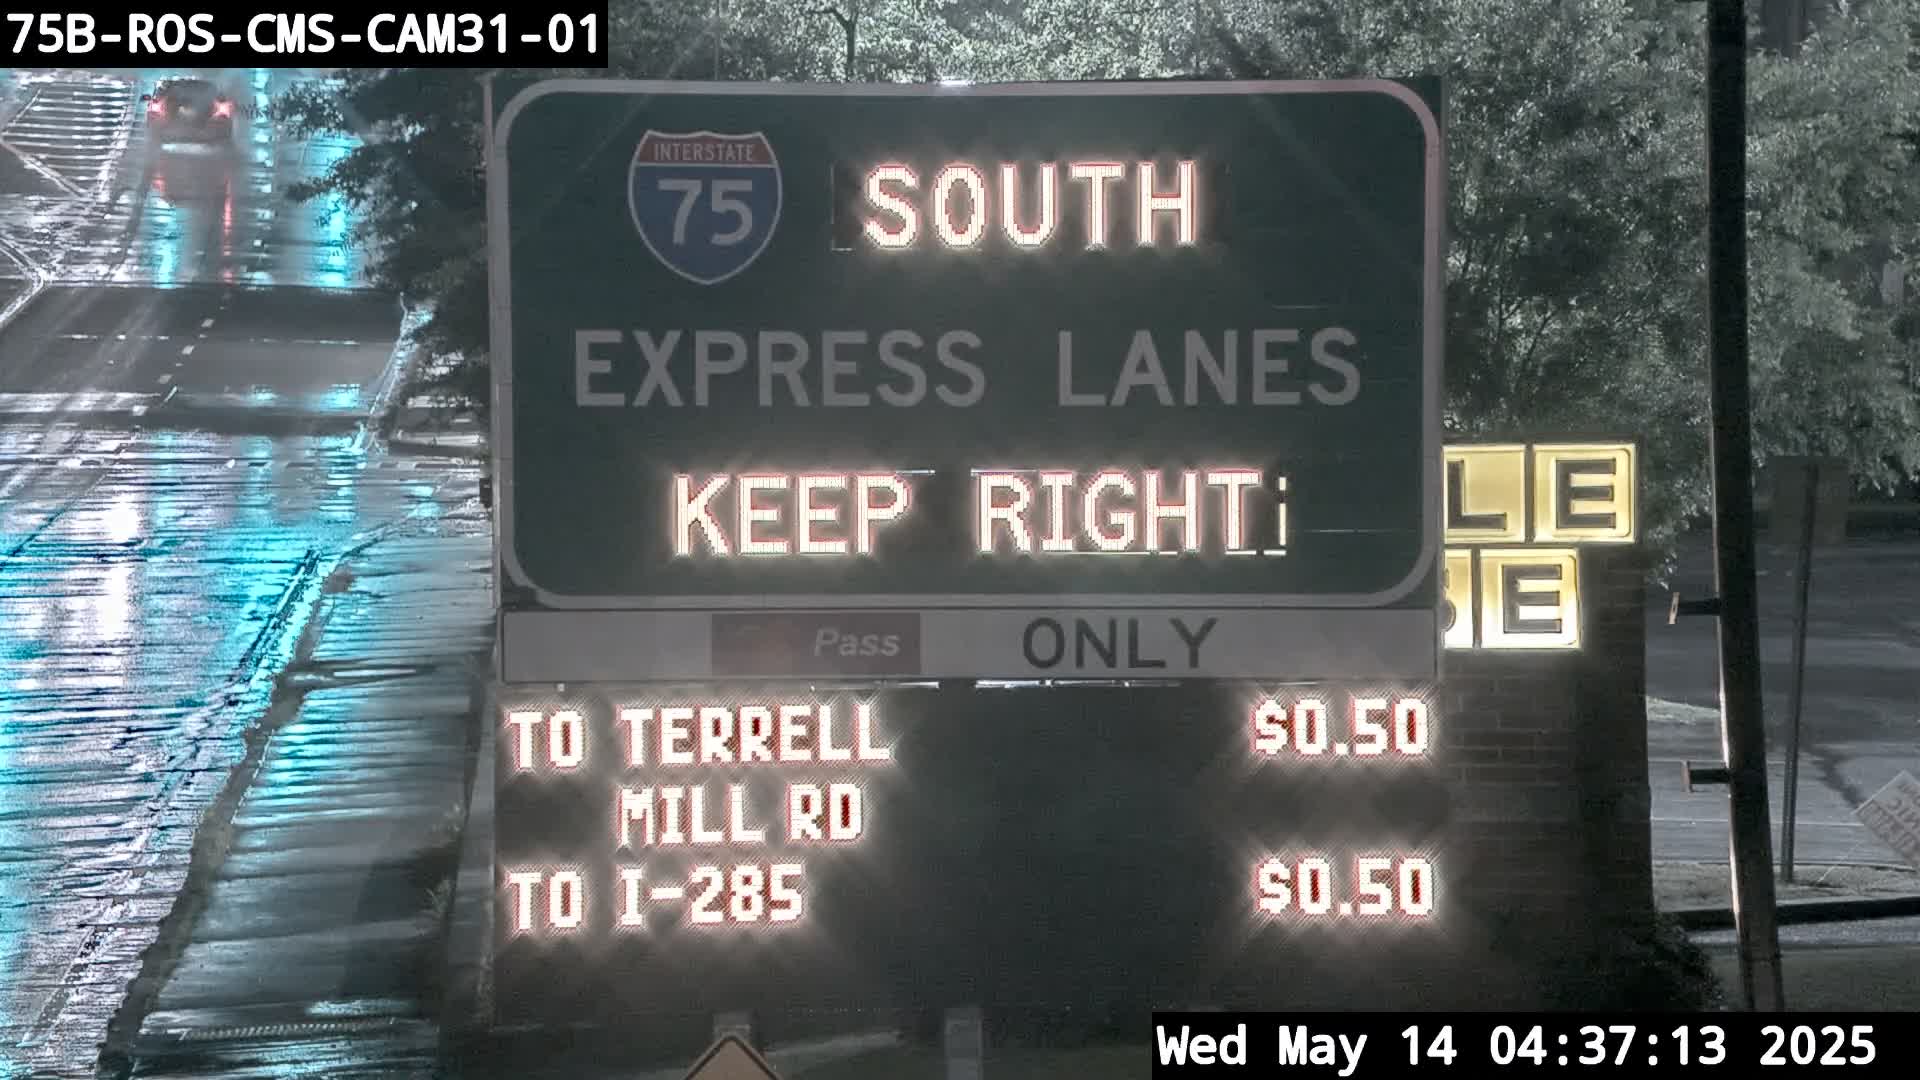 75B-ROS-CMS-CAM31-01
INTERSTATE
75
SOUTH
EXPRESS LANES
KEEP RIGHT
Pass ONLY
LE
E
TO TERRELL $0.50
MILL RD
TO I-285 $0.50
Wed May 14 04:37:13 2025